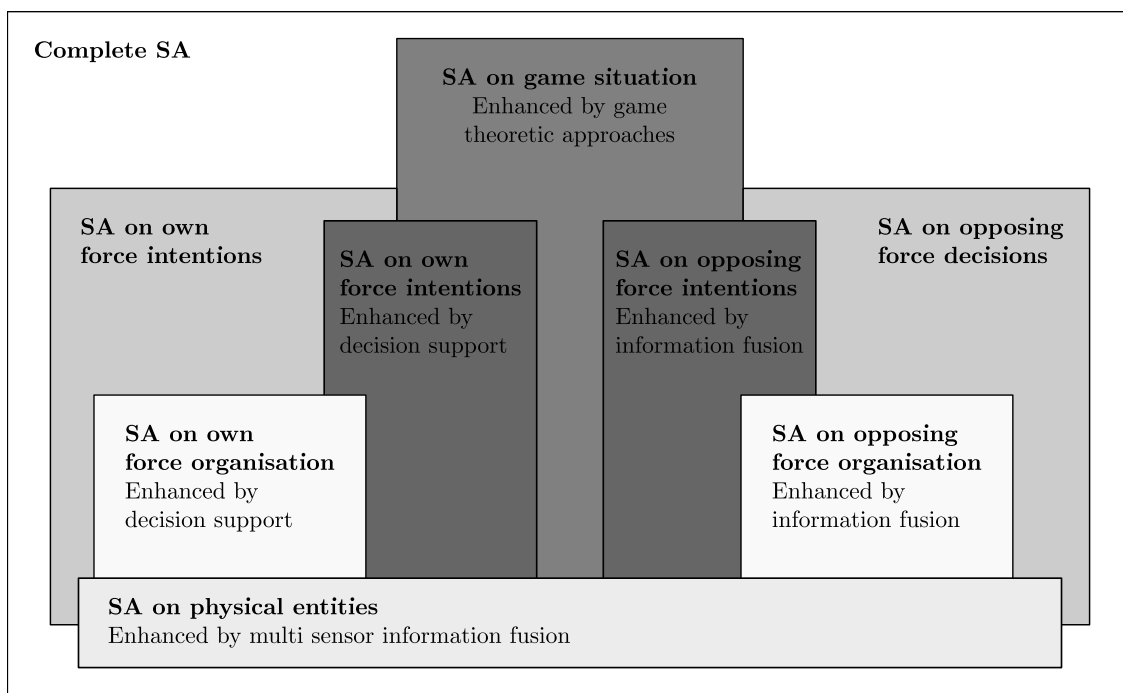 Complete SA
SA on game situation
Enhanced by game
theoretic approaches
SA on own
force intentions
SA on opposing
force decisions
SA on own
force intentions
Enhanced by
decision support
SA on opposing
force intentions
Enhanced by
information fusion
SA on own
force organisation
Enhanced by
decision support
SA on opposing
force organisation
Enhanced by
information fusion
SA on physical entities
Enhanced by multi sensor information fusion